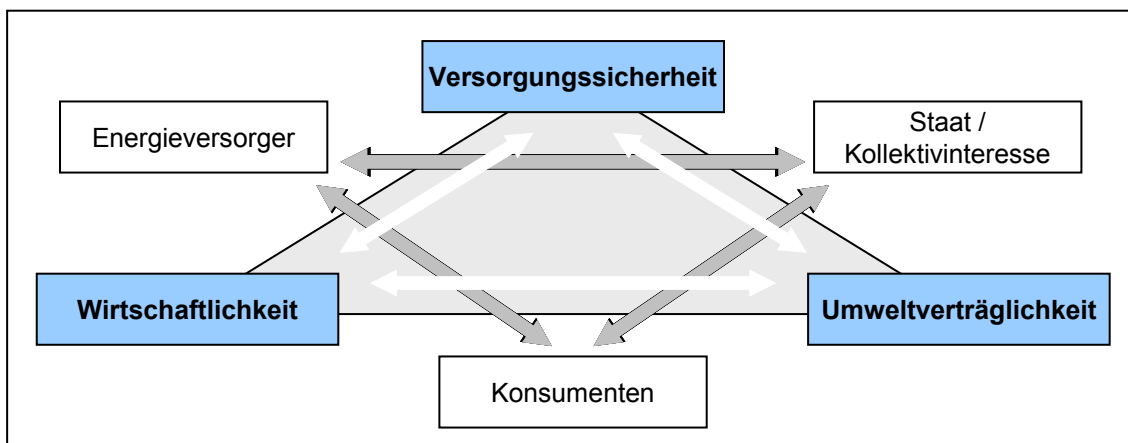 Versorgungssicherheit
Energieversorger
Staat /
Kollektivinteresse
Wirtschaftlichkeit
Umweltverträglichkeit
Konsumenten